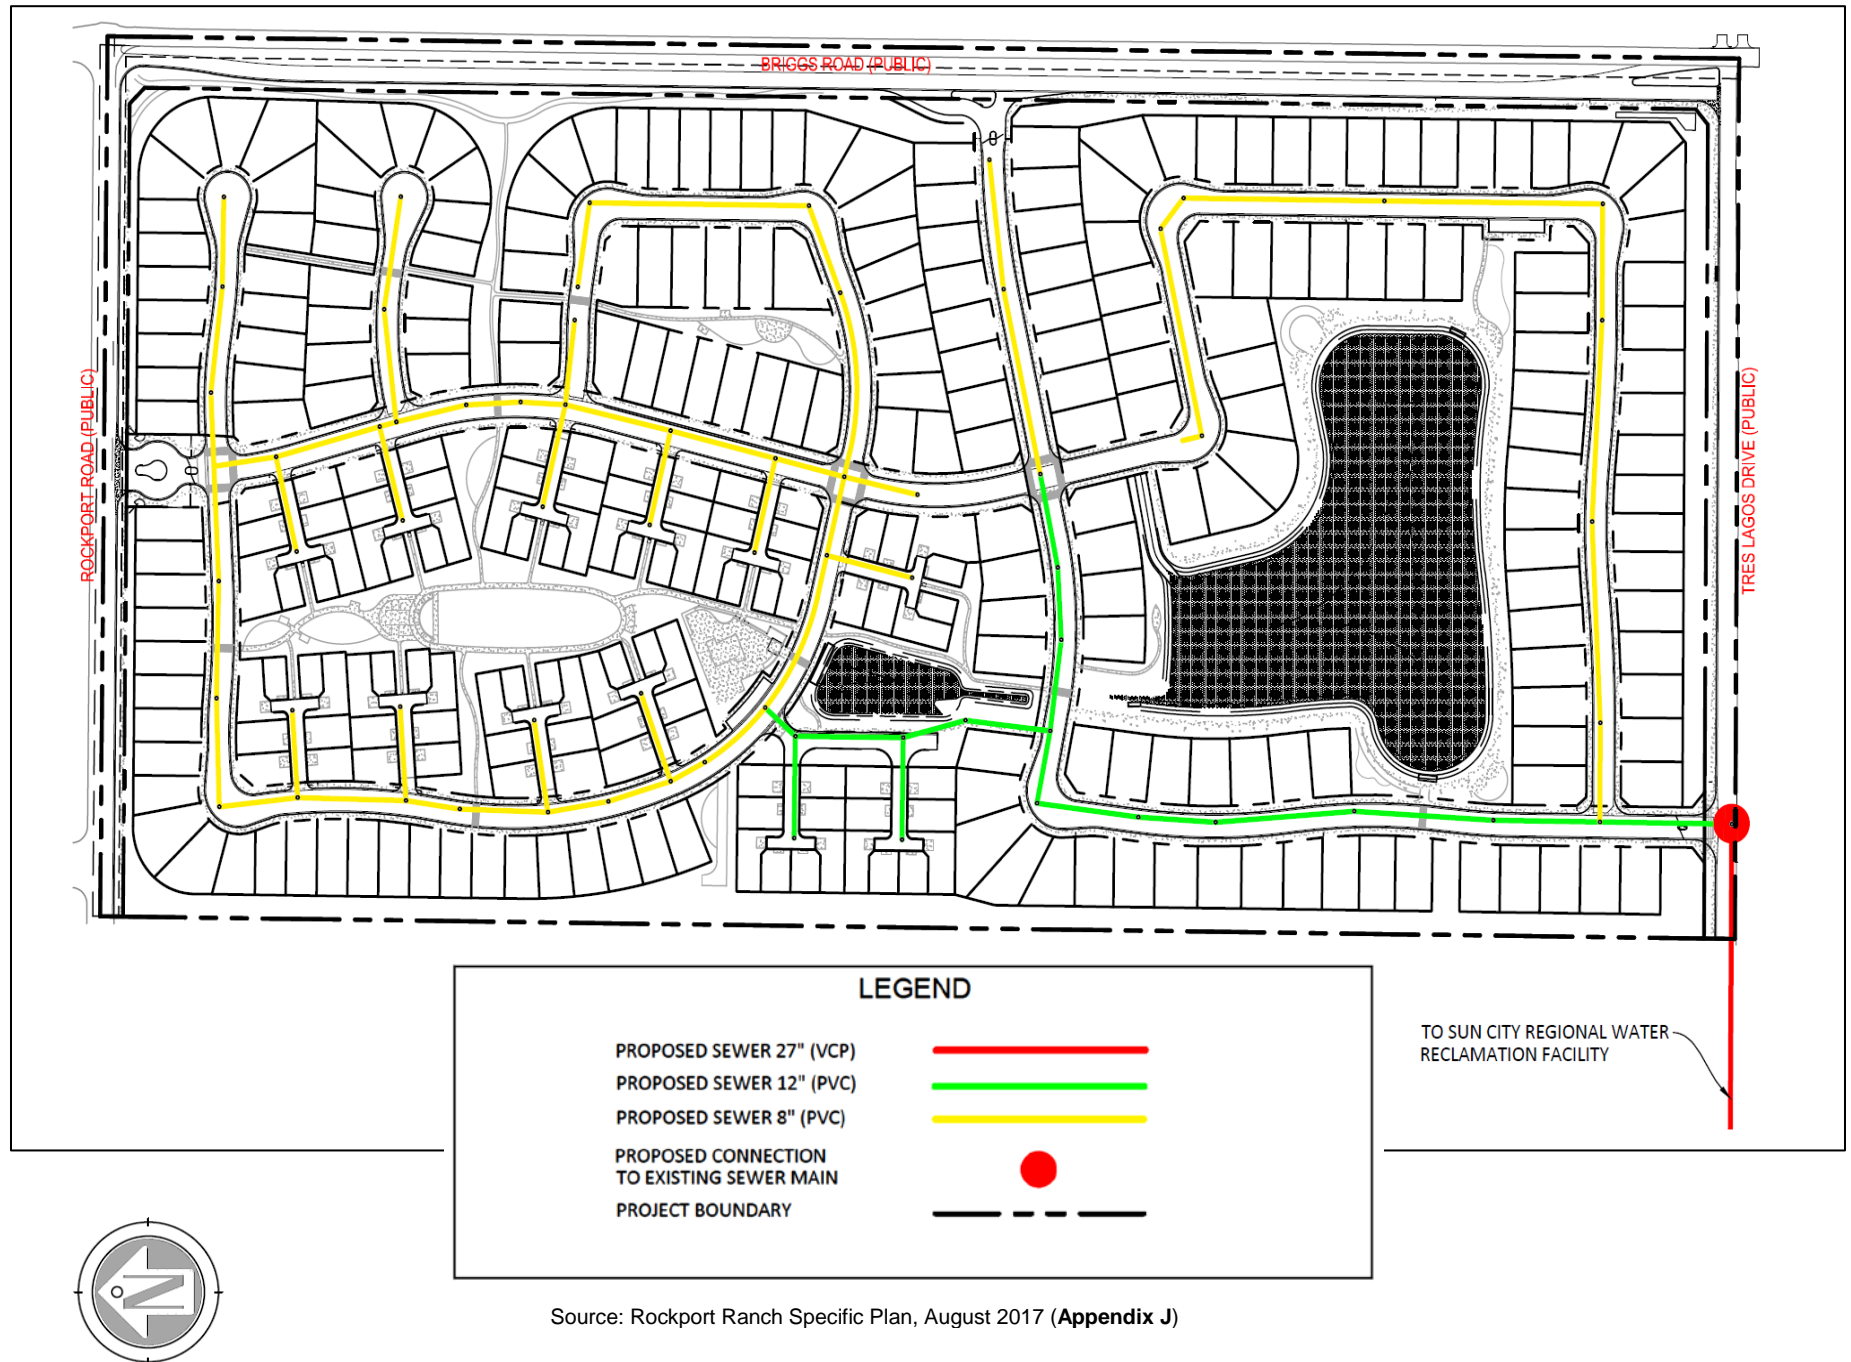 BRIGGS ROAD (PUBLIC)
ROCKPORT ROAD (PUBLIC)
TRES LAGOS DRIVE (PUBLIC)
LEGEND
PROPOSED SEWER 27" (VCP)
PROPOSED SEWER 12" (PVC)
PROPOSED SEWER 8" (PVC)
PROPOSED CONNECTION
TO EXISTING SEWER MAIN
PROJECT BOUNDARY
TO SUN CITY REGIONAL WATER
RECLAMATION FACILITY
N
Source: Rockport Ranch Specific Plan, August 2017 (Appendix J)